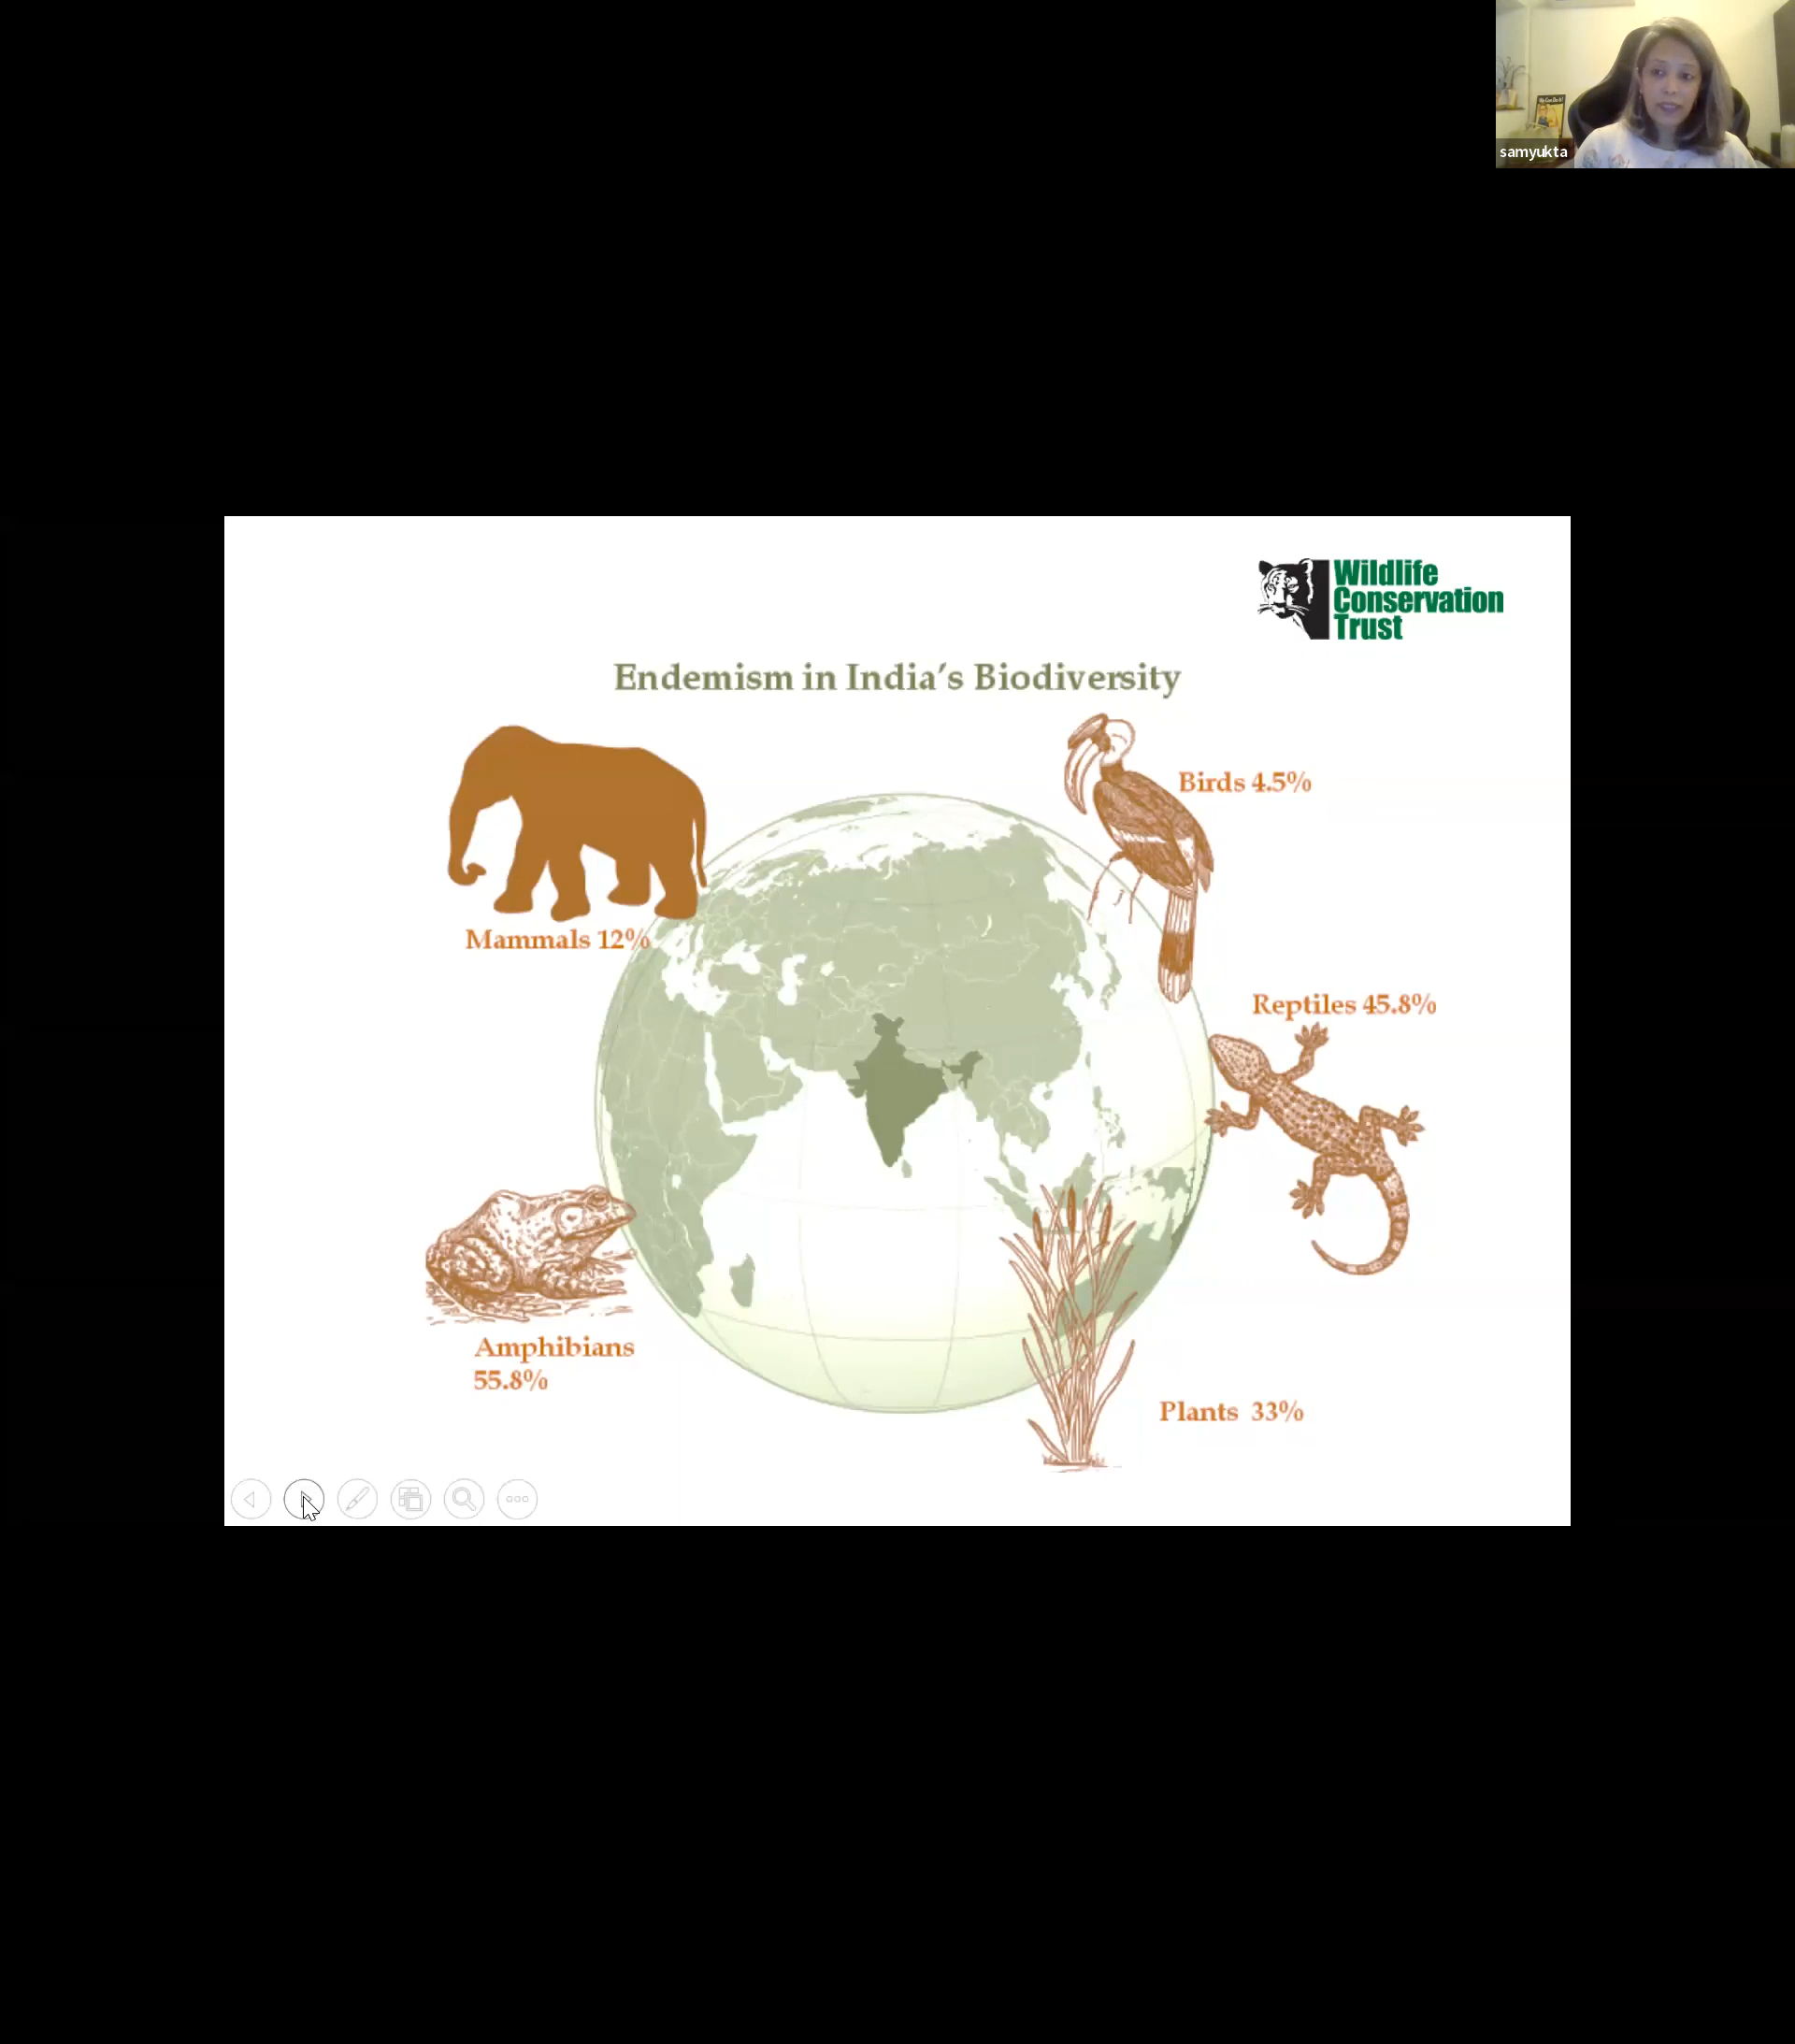 samyukta
Wildlife
Conservation
Trust
Endemism in India's Biodiversity
Birds 4.5%
Mammals 12%
Reptiles 45.8%
Amphibians
55.8%
Plants 33%